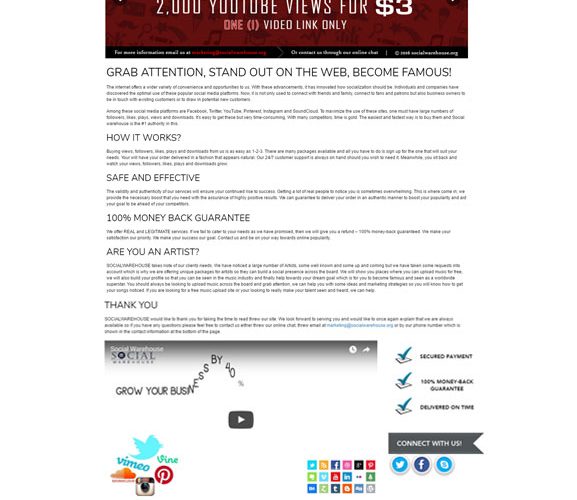 2,000 YOUTUBE VIEWS FOR $3
ONE (1) VIDEO LINK ONLY
For more information email us at marketing@socialwarehouse.org | Or contact us through our online chat | © 2016 socialwarehouse.org
GRAB ATTENTION, STAND OUT ON THE WEB, BECOME FAMOUS!
The internet offers a wider variety of convenience and opportunities to us. With these advancements, it has innovated how socialization should be. Individuals and companies have
discovered the optimal use of these popular social media platforms. Now, it is not only used to connect with friends and family, connect to fans and patrons but also business owners to
be in touch with existing customers or to draw in potential new customers.
Among these social media platforms are Facebook, Twitter, YouTube, Pinterest, Instagram and SoundCloud. To maximize the use of these sites, one must have large numbers of
followers, likes, plays, views and downloads. It's easy to get these but very time-consuming. With many competitors, time is gold. The easiest and fastest way is to buy them and Social
warehouse is the #1 authority in this.
HOW IT WORKS?
Buying views, followers, likes, plays and downloads from us is as easy as 1-2-3. There are many packages available and all you have to do is sign up for the one that will suit your
needs. Your will have your order delivered in a fashion that appears natural. Our 24/7 customer support is always on hand should you wish to need it. Meanwhile, you sit back and
watch your views, followers, likes, plays and downloads grow.
SAFE AND EFFECTIVE
The validity and authenticity of our services will ensure your continued rise to success. Getting a lot of real people to notice you is sometimes overwhelming. This is where come in, we
provide the necessary boost that you need with the assurance of highly positive results. We can guarantee to deliver your order in an authentic manner to boost your popularity and aid
your goal to be ahead of your competitors.
100% MONEY BACK GUARANTEE
We offer REAL and LEGITIMATE services. If we fail to cater to your needs as we have promised, then we will give you a refund – 100% money-back guaranteed. We make your
satisfaction our priority. We make your success our goal. Contact us and be on your way towards online popularity.
ARE YOU AN ARTIST?
SOCIALWAREHOUSE takes note of our clients needs. We have noticed a large number of Artists, some well known and some up and coming but we have taken some requests into
account which is why we are offering unique packages for artists so they can build a social presence across the board. We will show you places where you can upload music for free,
we will also build your profile so that you can be seen in the music industry and finally help towards your dream goal which is for you to become famous and seen as a worldwide
superstar. You should always be looking to upload music across the board and grab attention, we can help you with some ideas and marketing strategies so you will know how to get
your songs noticed. If you are looking for a free music upload site or your looking to really make your talent seen and heard, we can help.
THANK YOU
SOCIALWAREHOUSE would like to thank you for taking the time to read threw our site. We look forward to serving you and would like to once again explain that we are always
available so if you have any questions please feel free to contact us either threw our online chat, threw email at marketing@socialwarehouse.org or by our phone number which is
shown in the contact information at the bottom of the page.
Social Warehouse
SOCIAL
WAREHOUSE
GROW YOUR BUSINESS BY 40%
SECURED PAYMENT
100% MONEY-BACK
GUARANTEE
DELIVERED ON TIME
CONNECT WITH US!
vimeo
Vine